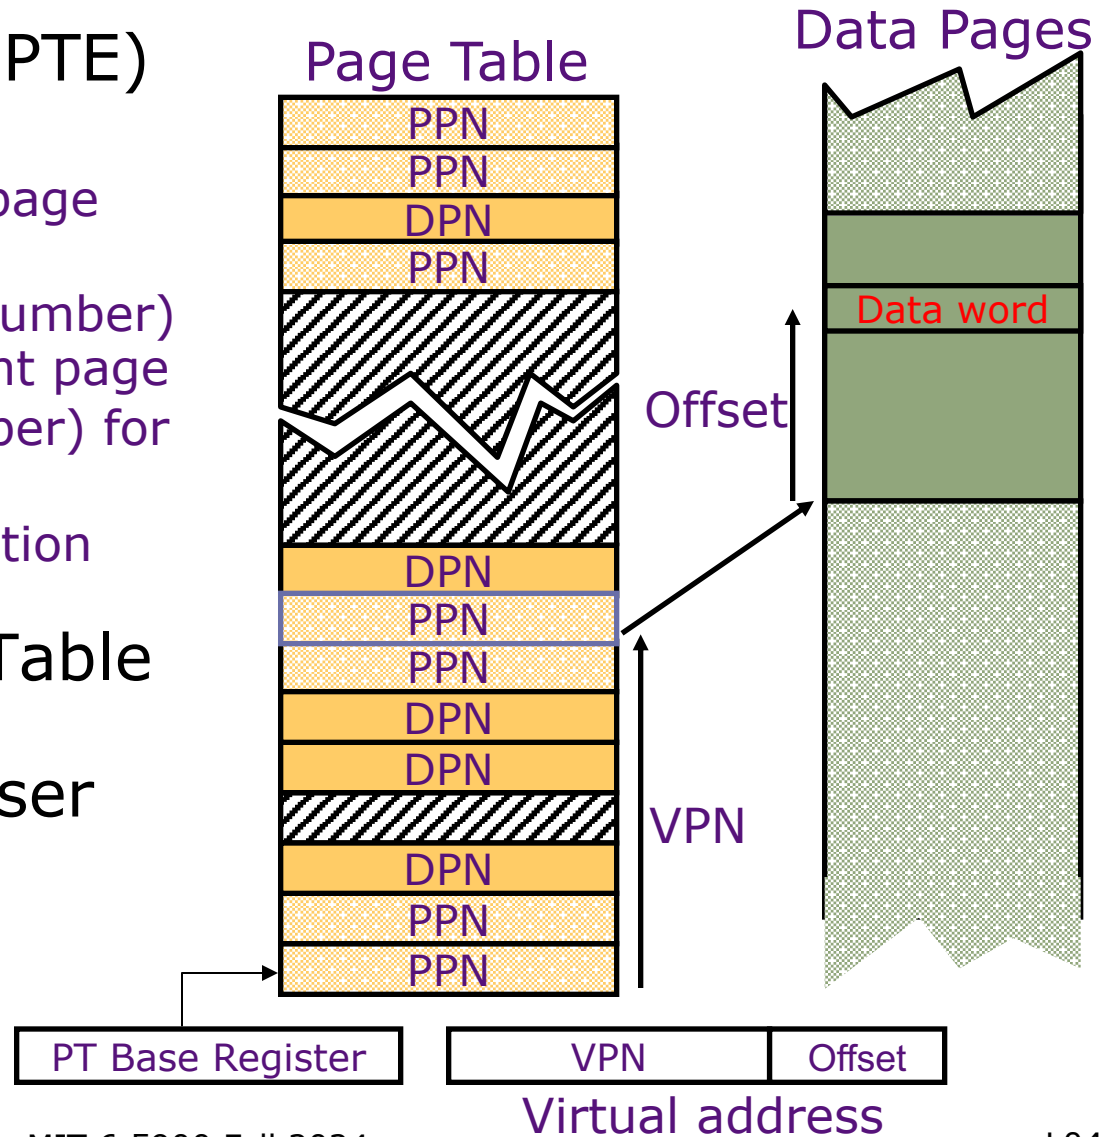 PTE)
page
umber)
nt page
ber) for
tion
Table
ser
Page Table
PPN
PPN
DPN
PPN
DPN
PPN
PPN
DPN
DPN
DPN
PPN
PPN
VPN
Data Pages
Data word
Offset
PT Base Register
VPN Offset
Virtual address